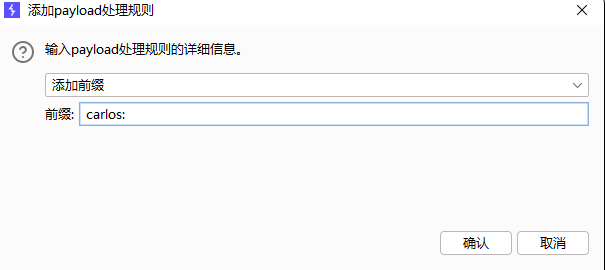 添加payload处理规则
输入payload处理规则的详细信息。
添加前缀
前缀: carlos:
确认 取消